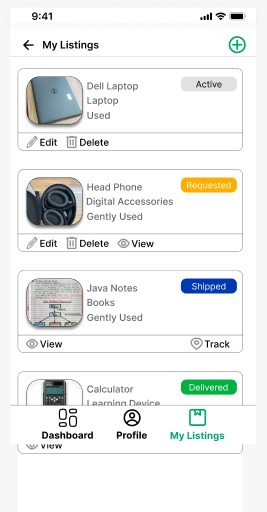 9:41
My Listings
Dell Laptop
Active
Laptop
Used
Edit
Delete
Head Phone
Requested
Digital Accessories
Gently Used
Edit
Delete
View
Java Notes
Shipped
Books
Gently Used
View
Track
Calculator
Delivered
Learning Device
Dashboard
Profile
My Listings
View